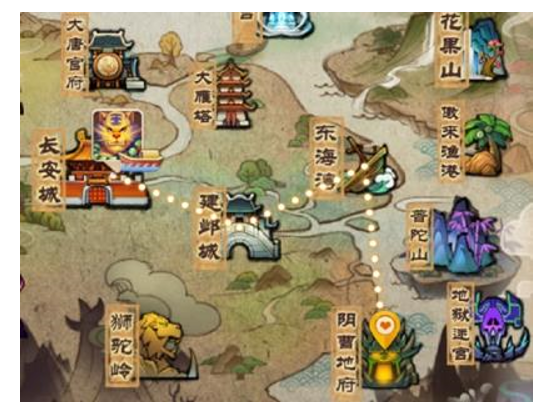 大唐官府
花果山
大雁塔
傲来渔港
长安城
东海湾
建邺城
普陀山
地狱迷宫
狮驼岭
阴曹地府